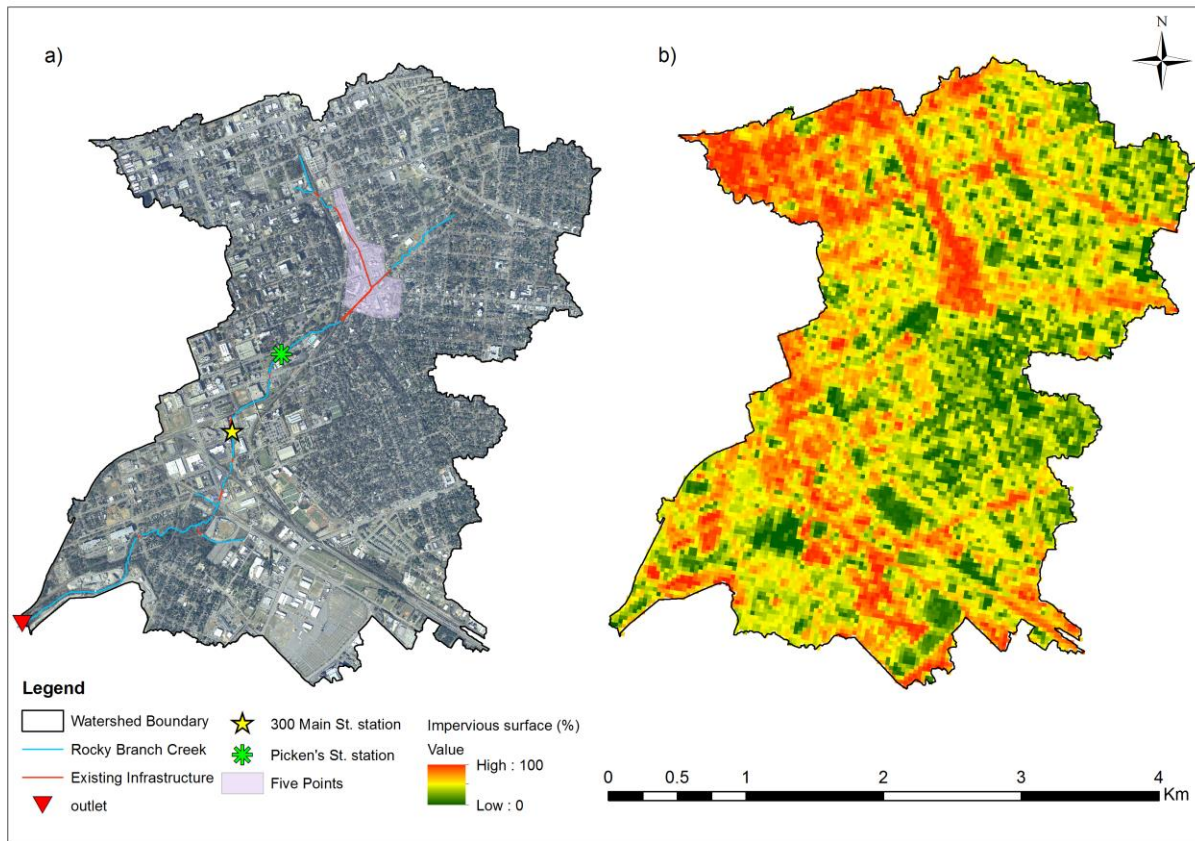 a)
b)
N
Legend
Watershed Boundary
Rocky Branch Creek
Existing Infrastructure
outlet
300 Main St. station
Picken's St. station
Five Points
Impervious surface (%)
Value
High : 100
Low : 0
0 0.5 1 2 3 4
Km